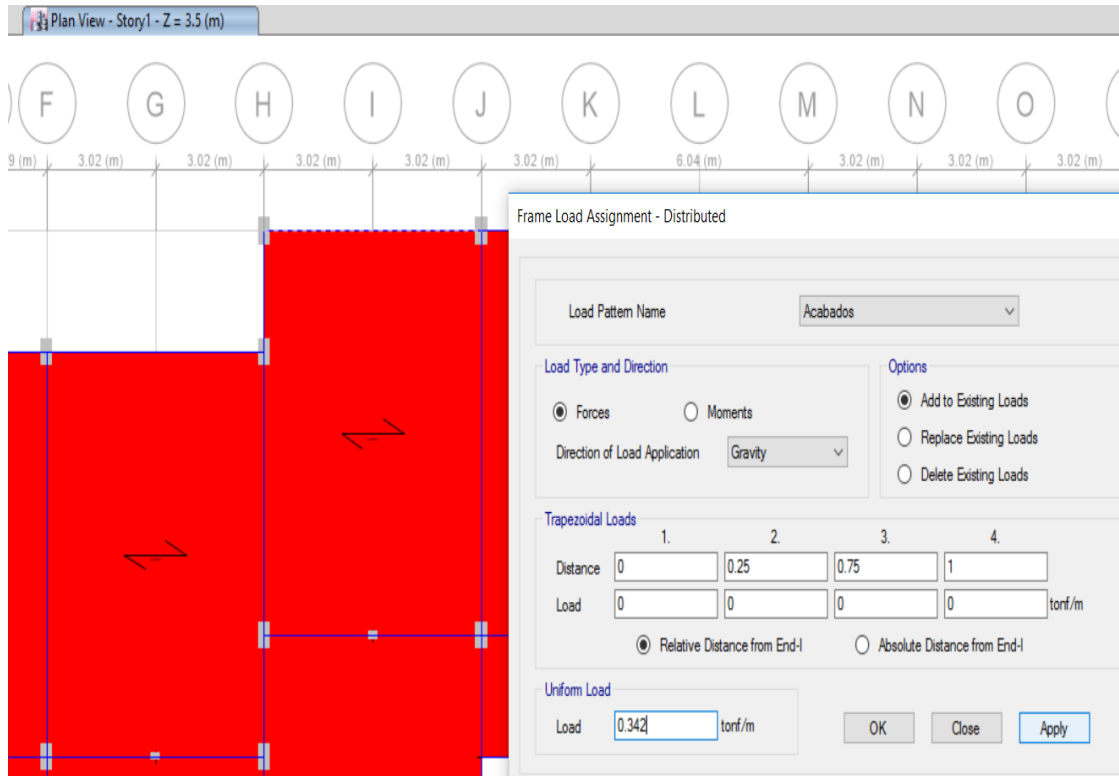 Plan View - Story1 - Z = 3.5 (m)
F G H I J K L M N O
9 (m) 3.02 (m) 3.02 (m) 3.02 (m) 3.02 (m) 3.02 (m) 6.04 (m) 3.02 (m) 3.02 (m) 3.02 (m)
Frame Load Assignment - Distributed
Load Pattern Name Acabados
Load Type and Direction
Forces Moments
Direction of Load Application Gravity
Options
Add to Existing Loads
Replace Existing Loads
Delete Existing Loads
Trapezoidal Loads
1. 2. 3. 4.
Distance 0 0.25 0.75 1
Load 0 0 0 0 tonf/m
Relative Distance from End-I Absolute Distance from End-I
Uniform Load
Load 0.342 tonf/m
OK Close Apply